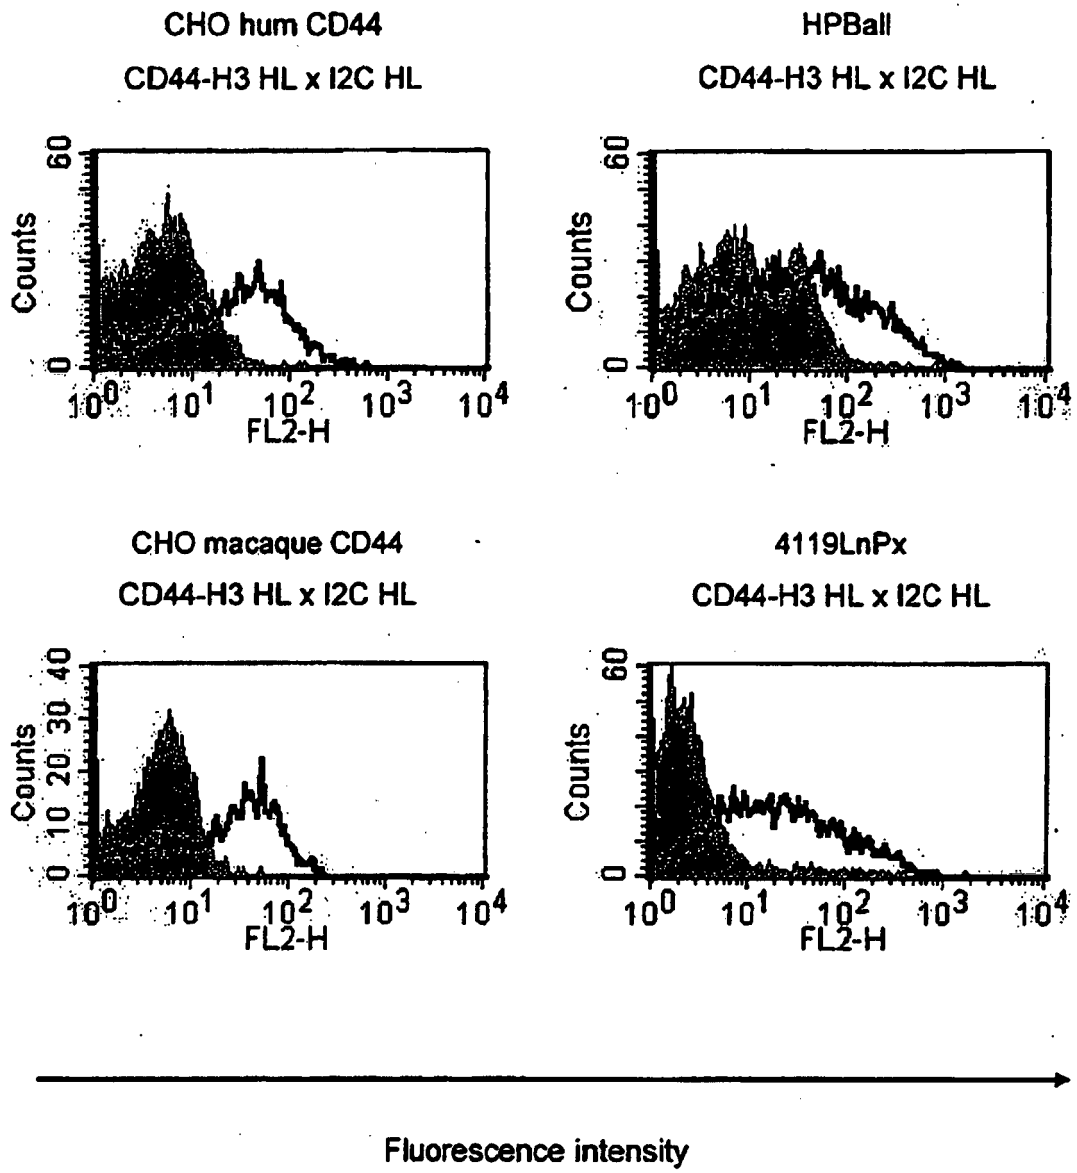 CHO hum CD44
CD44-H3 HL x I2C HL
60
Counts
0
10^0 10^1 10^2 10^3 10^4
FL2-H
HPBall
CD44-H3 HL x I2C HL
60
Counts
0
10^0 10^1 10^2 10^3 10^4
FL2-H
CHO macaque CD44
CD44-H3 HL x I2C HL
40
30
20
10
0
Counts
10^0 10^1 10^2 10^3 10^4
FL2-H
4119LnPx
CD44-H3 HL x I2C HL
60
Counts
0
10^0 10^1 10^2 10^3 10^4
FL2-H
Fluorescence intensity